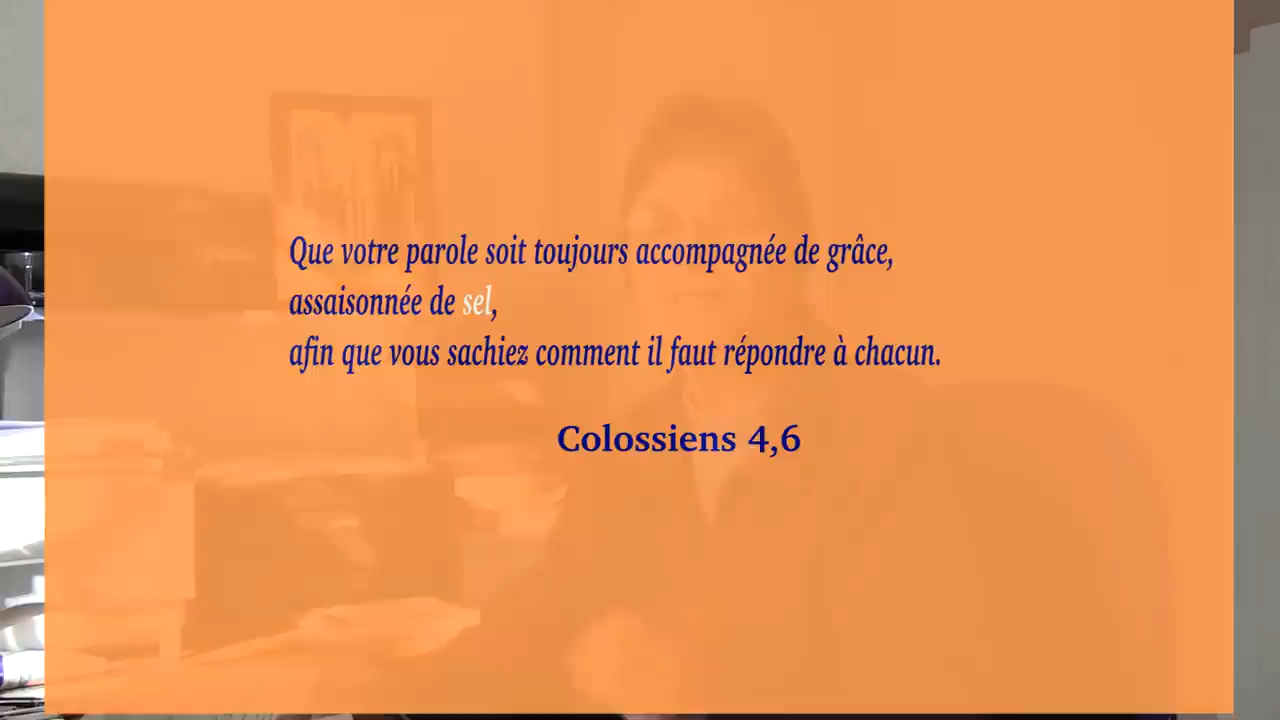 Que votre parole soit toujours accompagnée de grâce,
assaisonnée de sel,
afin que vous sachiez comment il faut répondre à chacun.
Colossiens 4,6